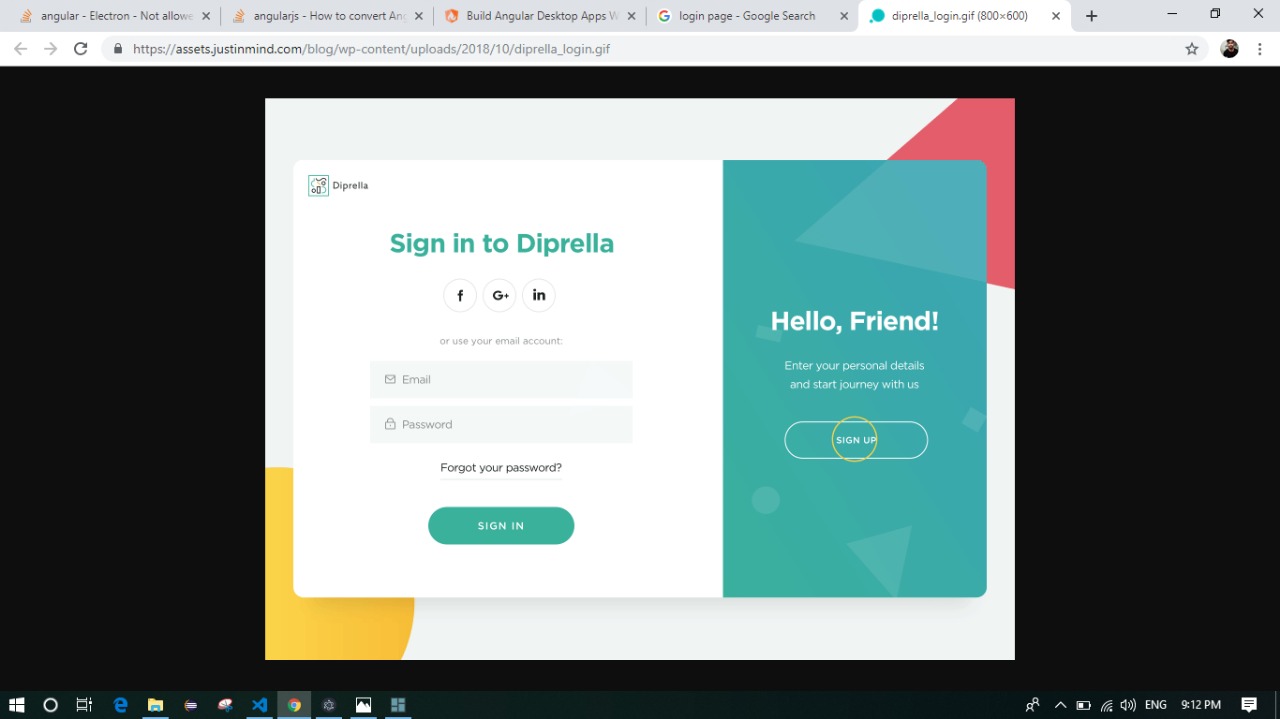 angular - Electron - Not allowe
angularjs - How to convert Ang
Build Angular Desktop Apps W
login page - Google Search
diprella_login.gif (800×600)
https://assets.justinmind.com/blog/wp-content/uploads/2018/10/diprella_login.gif
Diprella
Sign in to Diprella
f
G+
in
or use your email account:
Email
Password
Forgot your password?
SIGN IN
Hello, Friend!
Enter your personal details
and start journey with us
SIGN UP
ENG
9:12 PM